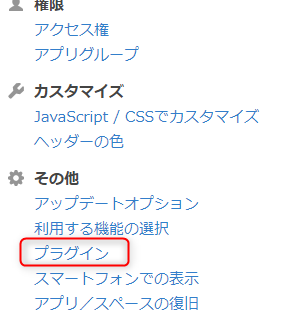 権限
アクセス権
アプリグループ
カスタマイズ
JavaScript / CSSでカスタマイズ
ヘッダーの色
その他
アップデートオプション
利用する機能の選択
プラグイン
スマートフォンでの表示
アプリ／スペースの復旧